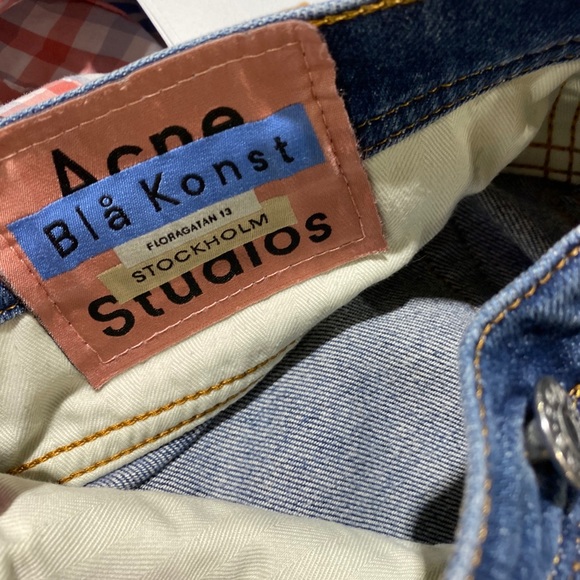 Acne
Blå Konst
FLORAGATAN 13
STOCKHOLM
Studios